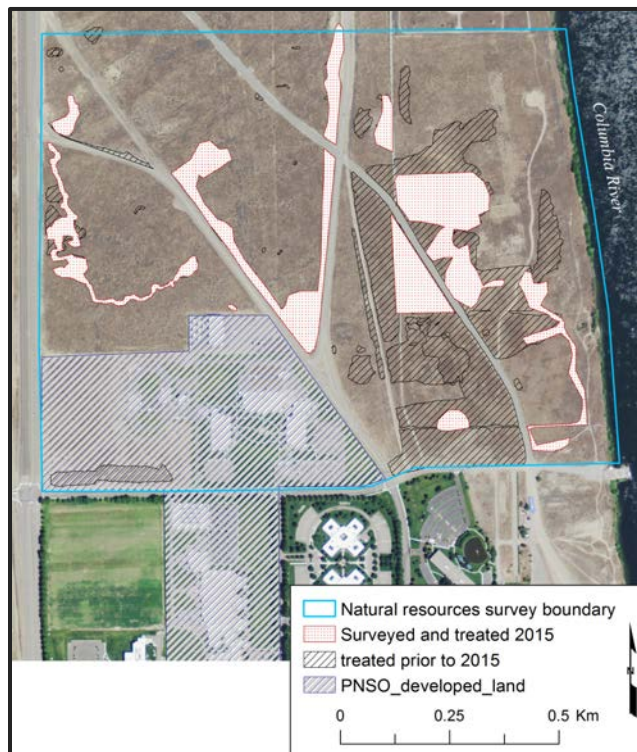 Columbia River
Natural resources survey boundary
Surveyed and treated 2015
treated prior to 2015
PNSO_developed_land
0 0.25 0.5 Km
N